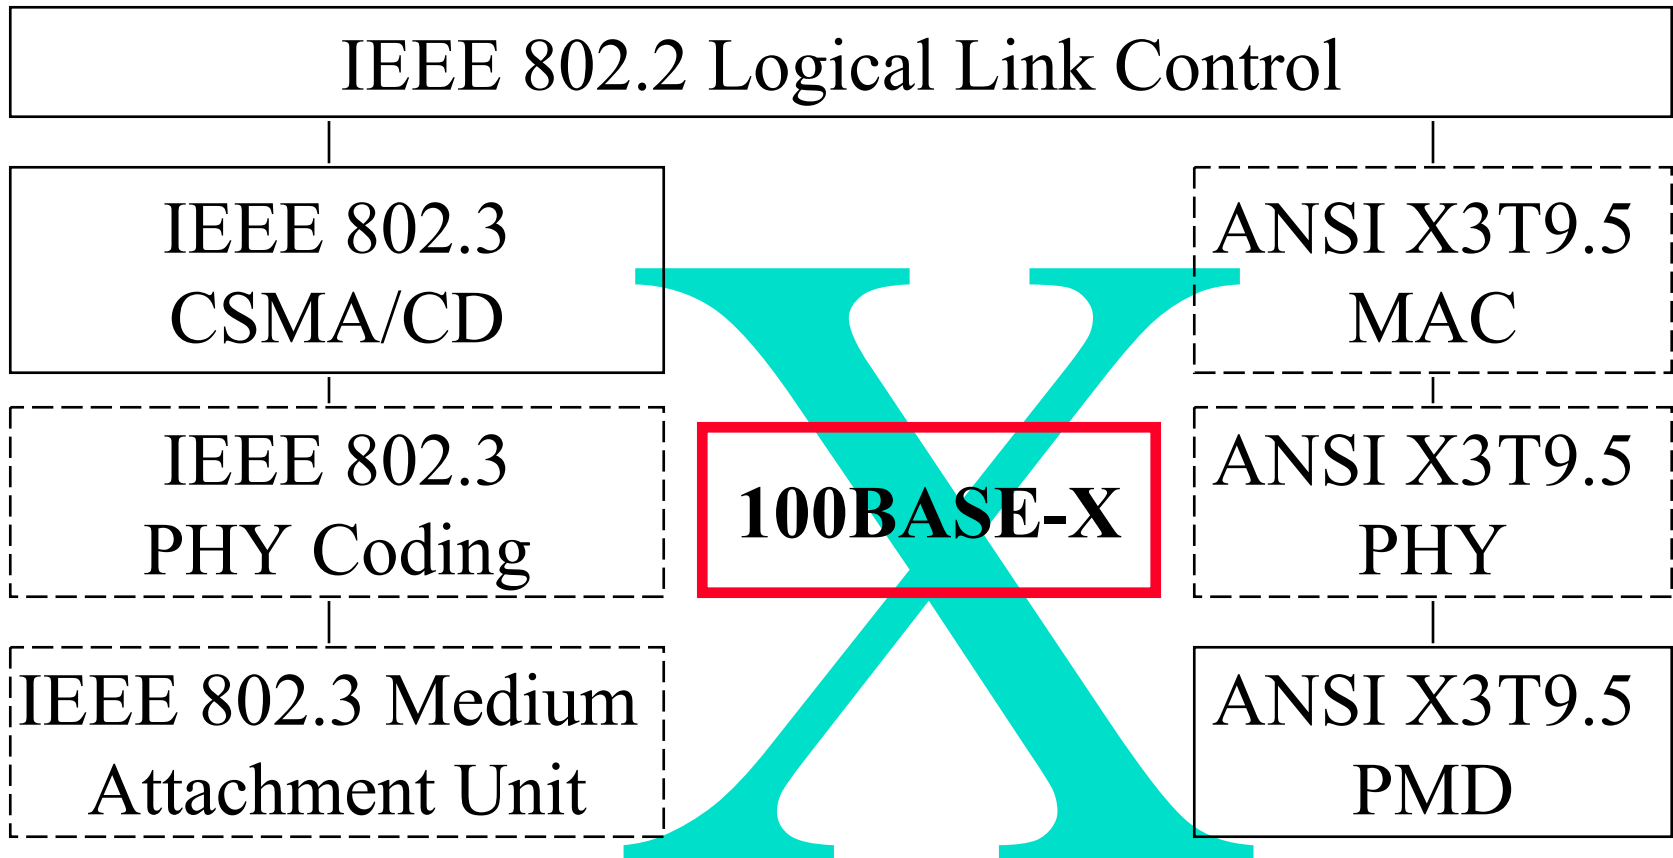 IEEE 802.2 Logical Link Control
IEEE 802.3
CSMA/CD
ANSI X3T9.5
MAC
IEEE 802.3
PHY Coding
100BASE-X
ANSI X3T9.5
PHY
IEEE 802.3 Medium
Attachment Unit
ANSI X3T9.5
PMD
X